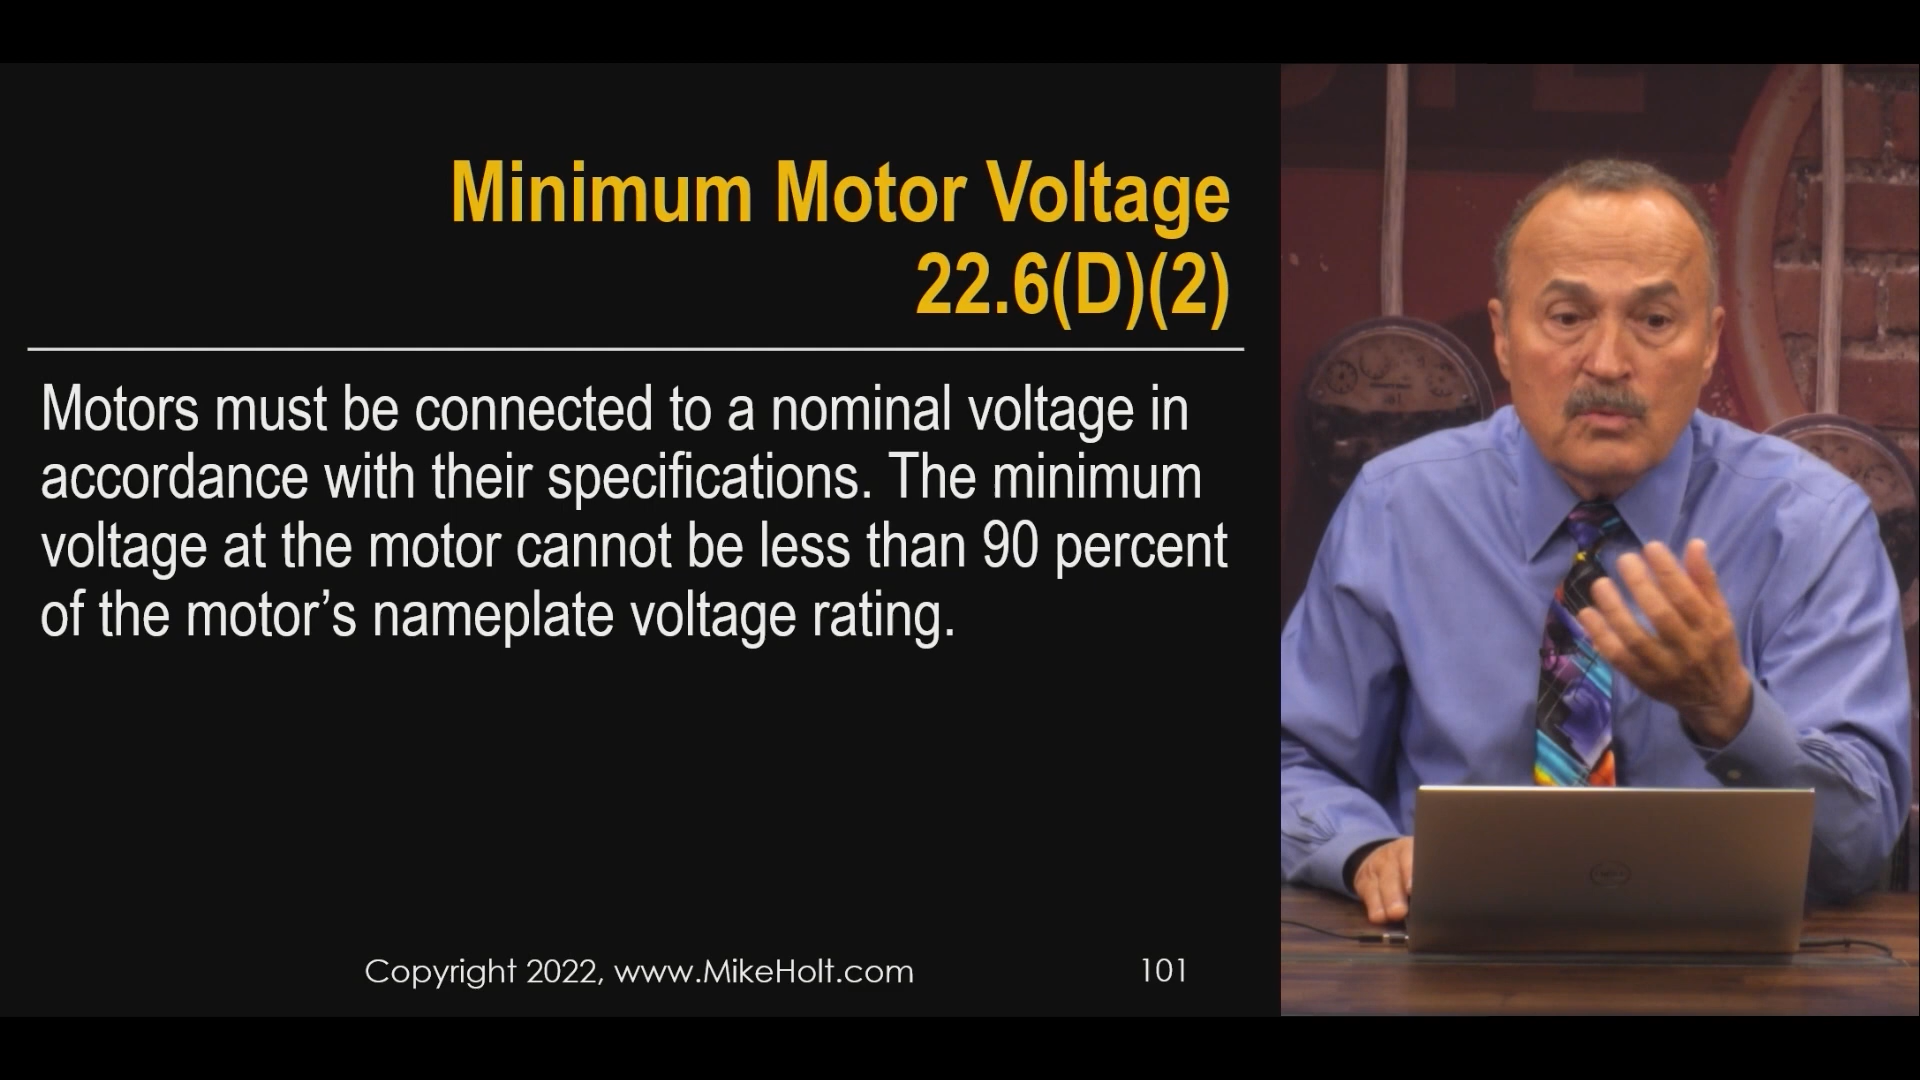 Minimum Motor Voltage
22.6(D)(2)
Motors must be connected to a nominal voltage in
accordance with their specifications. The minimum
voltage at the motor cannot be less than 90 percent
of the motor’s nameplate voltage rating.
Copyright 2022, www.MikeHolt.com
101